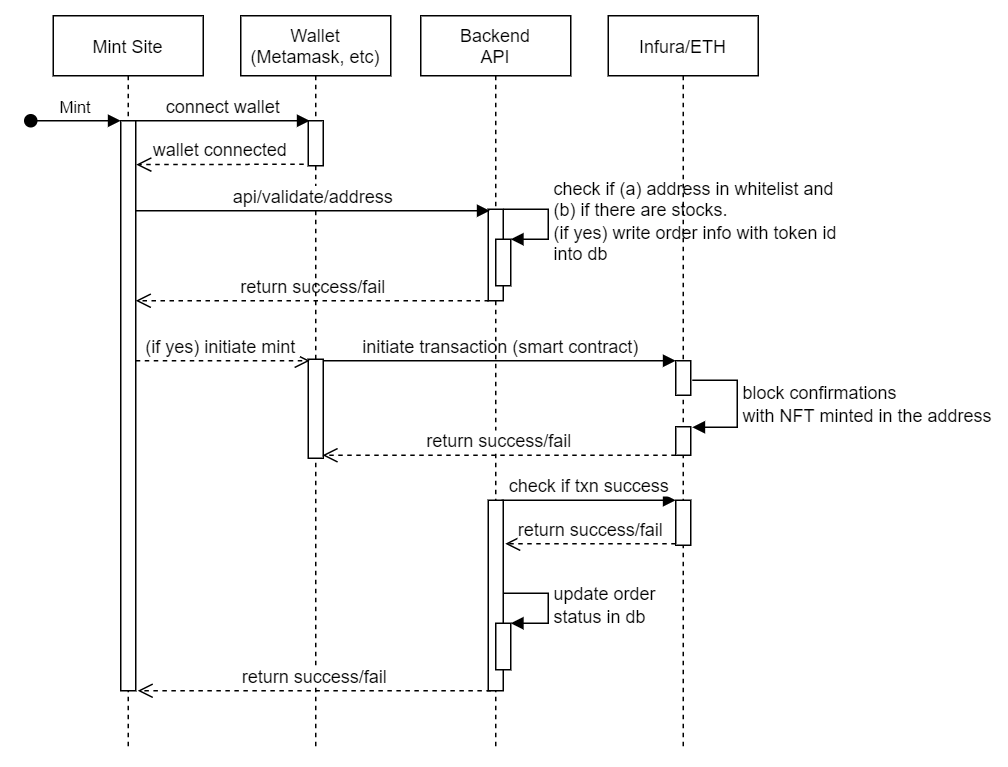 Mint Site
Wallet
(Metamask, etc)
Backend
API
Infura/ETH
Mint
connect wallet
wallet connected
api/validate/address
check if (a) address in whitelist and
(b) if there are stocks.
(if yes) write order info with token id
into db
return success/fail
(if yes) initiate mint
initiate transaction (smart contract)
block confirmations
with NFT minted in the address
return success/fail
check if txn success
return success/fail
update order
status in db
return success/fail